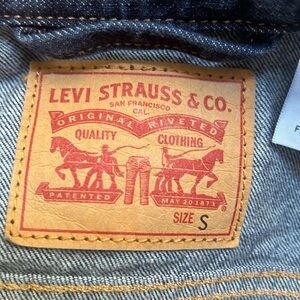 LEVI STRAUSS & CO.
SAN FRANCISCO
CAL.
ORIGINAL RIVETED
QUALITY CLOTHING
PATENTED MAY 20 1873
®
SIZE S